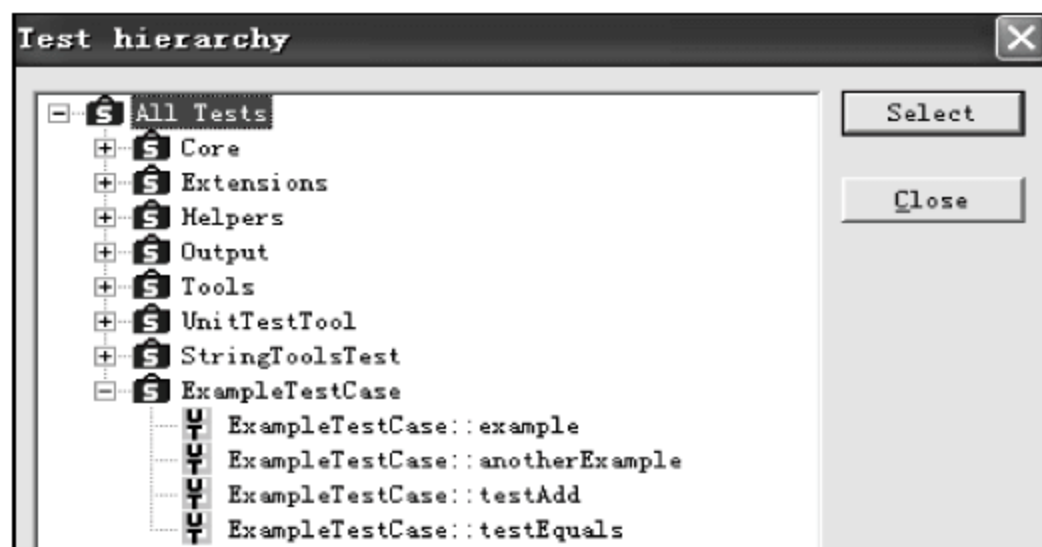 Test hierarchy
All Tests
Core
Extensions
Helpers
Output
Tools
UnitTestTool
StringToolsTest
ExampleTestCase
ExampleTestCase::example
ExampleTestCase::anotherExample
ExampleTestCase::testAdd
ExampleTestCase::testEquals
Select
Close